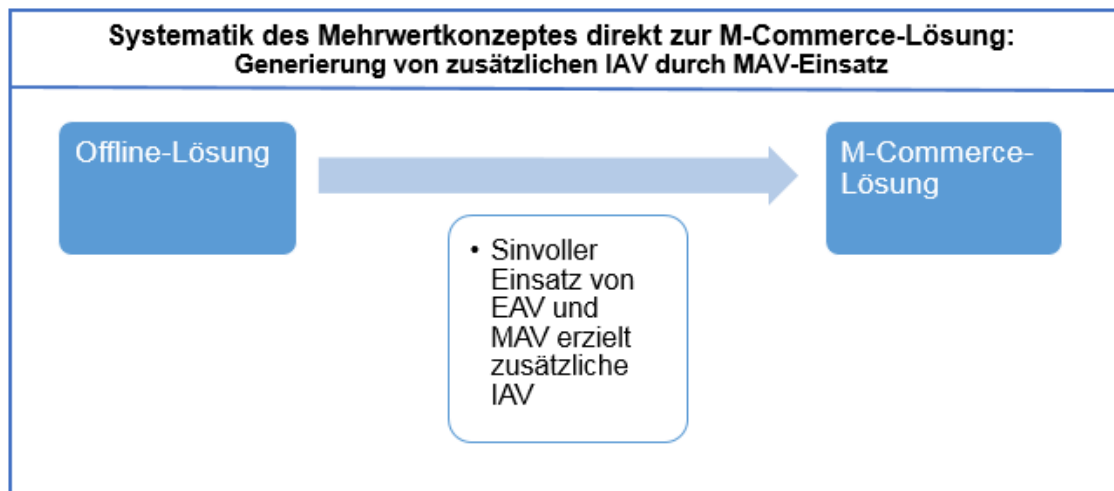 Systematik des Mehrwertkonzeptes direkt zur M-Commerce-Lösung:
Generierung von zusätzlichen IAV durch MAV-Einsatz
Offline-Lösung
M-Commerce-
Lösung
• Sinvoller
Einsatz von
EAV und
MAV erzielt
zusätzliche
IAV